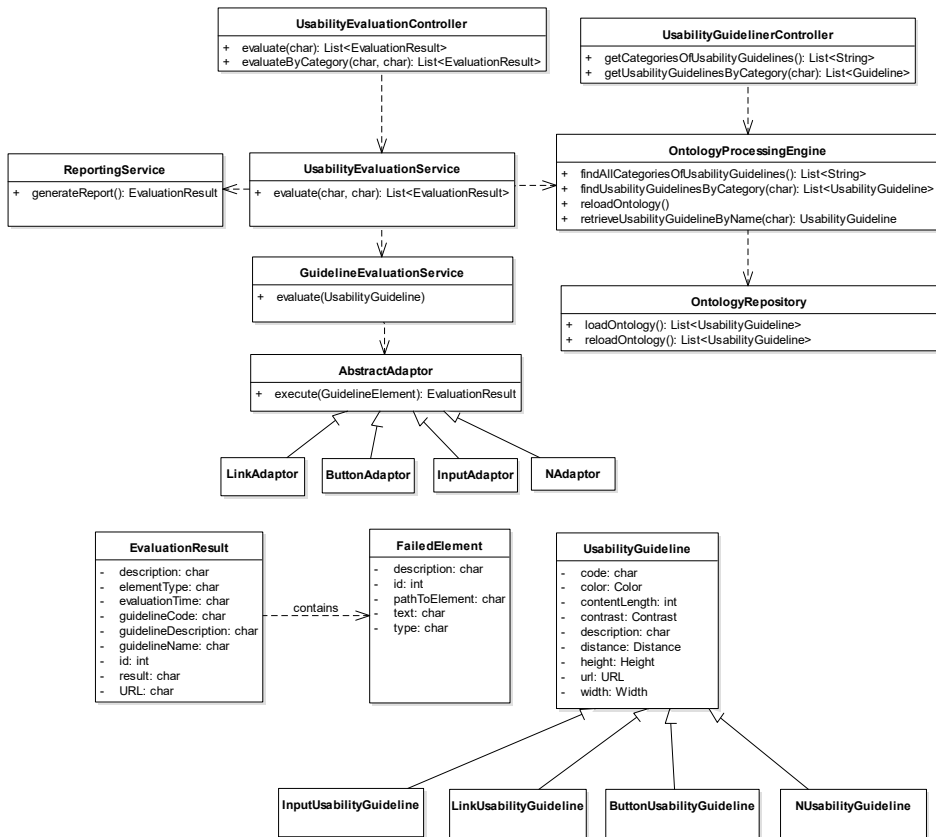 UsabilityEvaluationController
+ evaluate(char): List<EvaluationResult>
+ evaluateByCategory(char, char): List<EvaluationResult>
UsabilityGuidelinerController
+ getCategoriesOfUsabilityGuidelines(): List<String>
+ getUsabilityGuidelinesByCategory(char): List<Guideline>
ReportingService
+ generateReport(): EvaluationResult
UsabilityEvaluationService
+ evaluate(char, char): List<EvaluationResult>
OntologyProcessingEngine
+ findAllCategoriesOfUsabilityGuidelines(): List<String>
+ findUsabilityGuidelinesByCategory(char): List<UsabilityGuideline>
+ reloadOntology()
+ retrieveUsabilityGuidelineByName(char): UsabilityGuideline
GuidelineEvaluationService
+ evaluate(UsabilityGuideline)
OntologyRepository
+ loadOntology(): List<UsabilityGuideline>
+ reloadOntology(): List<UsabilityGuideline>
AbstractAdaptor
+ execute(GuidelineElement): EvaluationResult
LinkAdaptor
ButtonAdaptor
InputAdaptor
NAdaptor
EvaluationResult
- description: char
- elementType: char
- evaluationTime: char
- guidelineCode: char
- guidelineDescription: char
- guidelineName: char
- id: int
- result: char
- URL: char
contains
FailedElement
- description: char
- id: int
- pathToElement: char
- text: char
- type: char
UsabilityGuideline
- code: char
- color: Color
- contentLength: int
- contrast: Contrast
- description: char
- distance: Distance
- height: Height
- url: URL
- width: Width
InputUsabilityGuideline
LinkUsabilityGuideline
ButtonUsabilityGuideline
NUsabilityGuideline